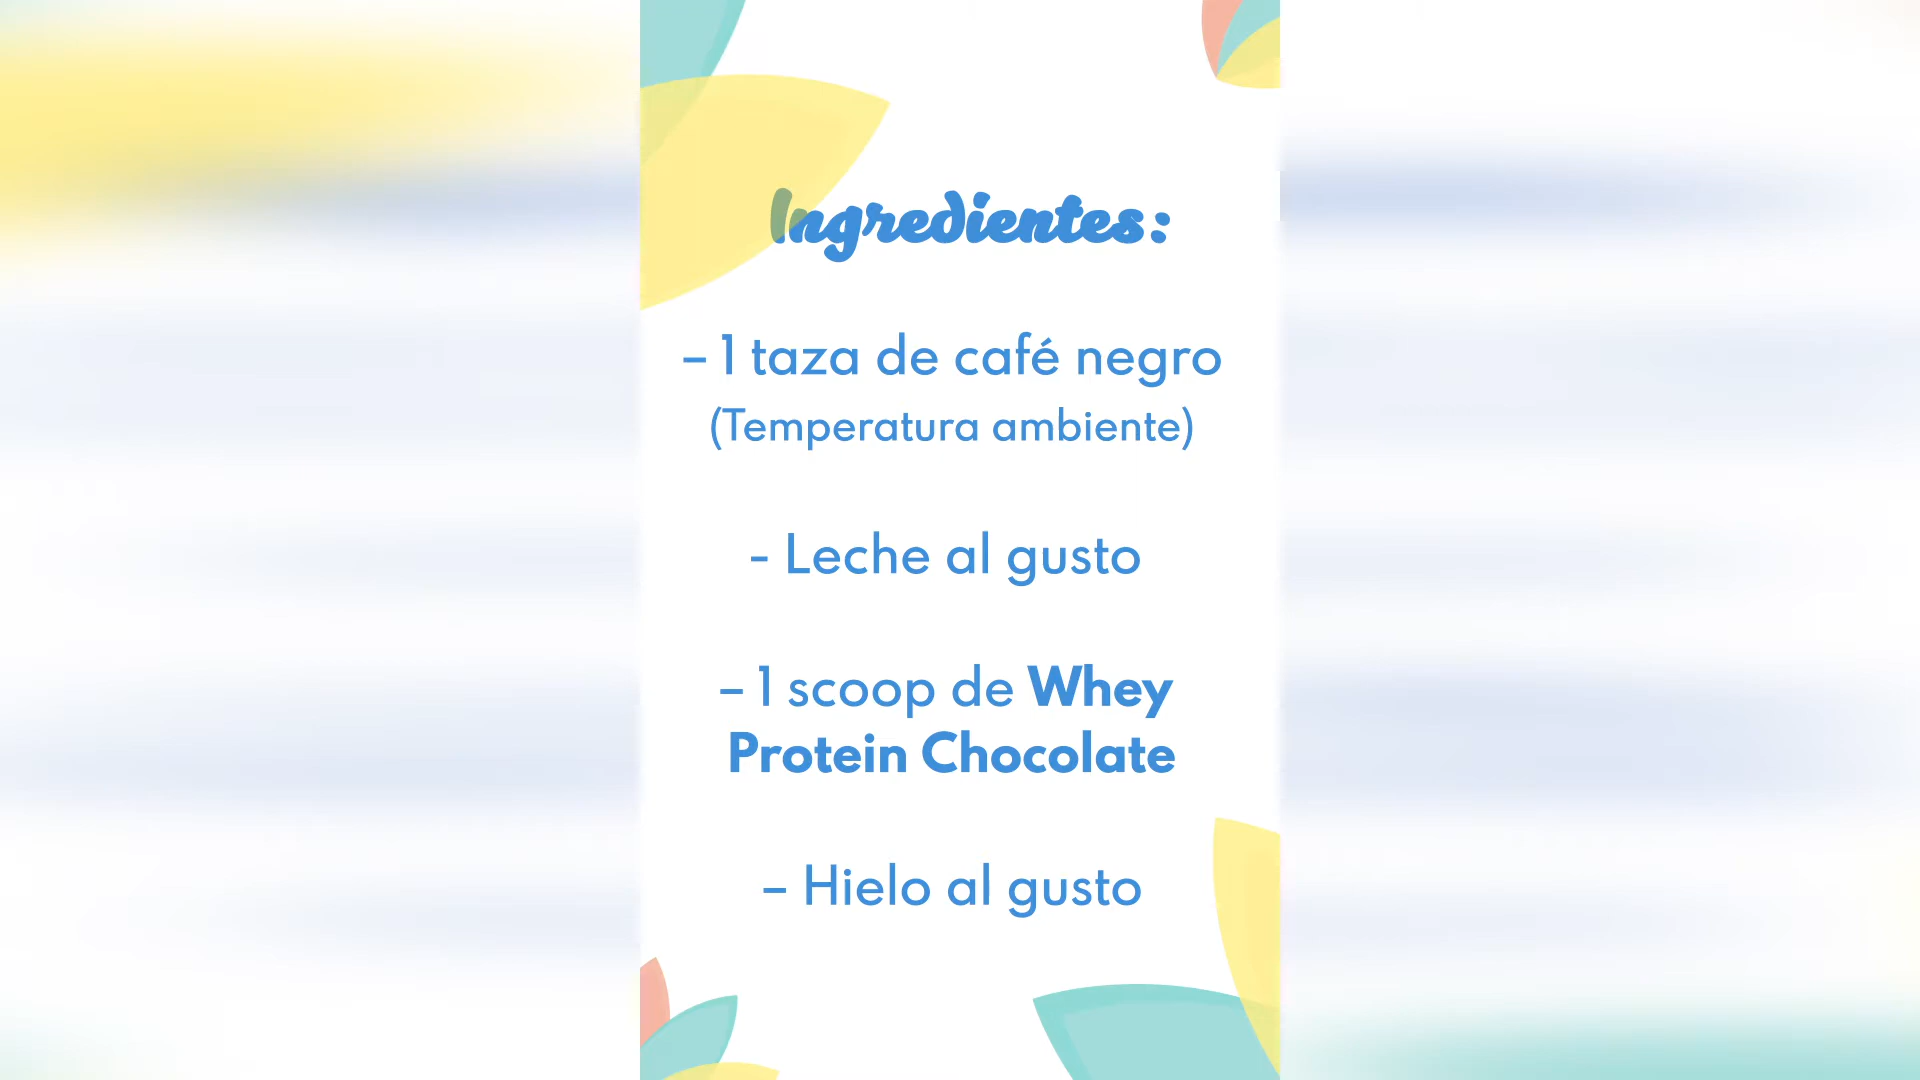 Ingredientes:
– 1 taza de café negro
(Temperatura ambiente)
- Leche al gusto
– 1 scoop de Whey
Protein Chocolate
– Hielo al gusto